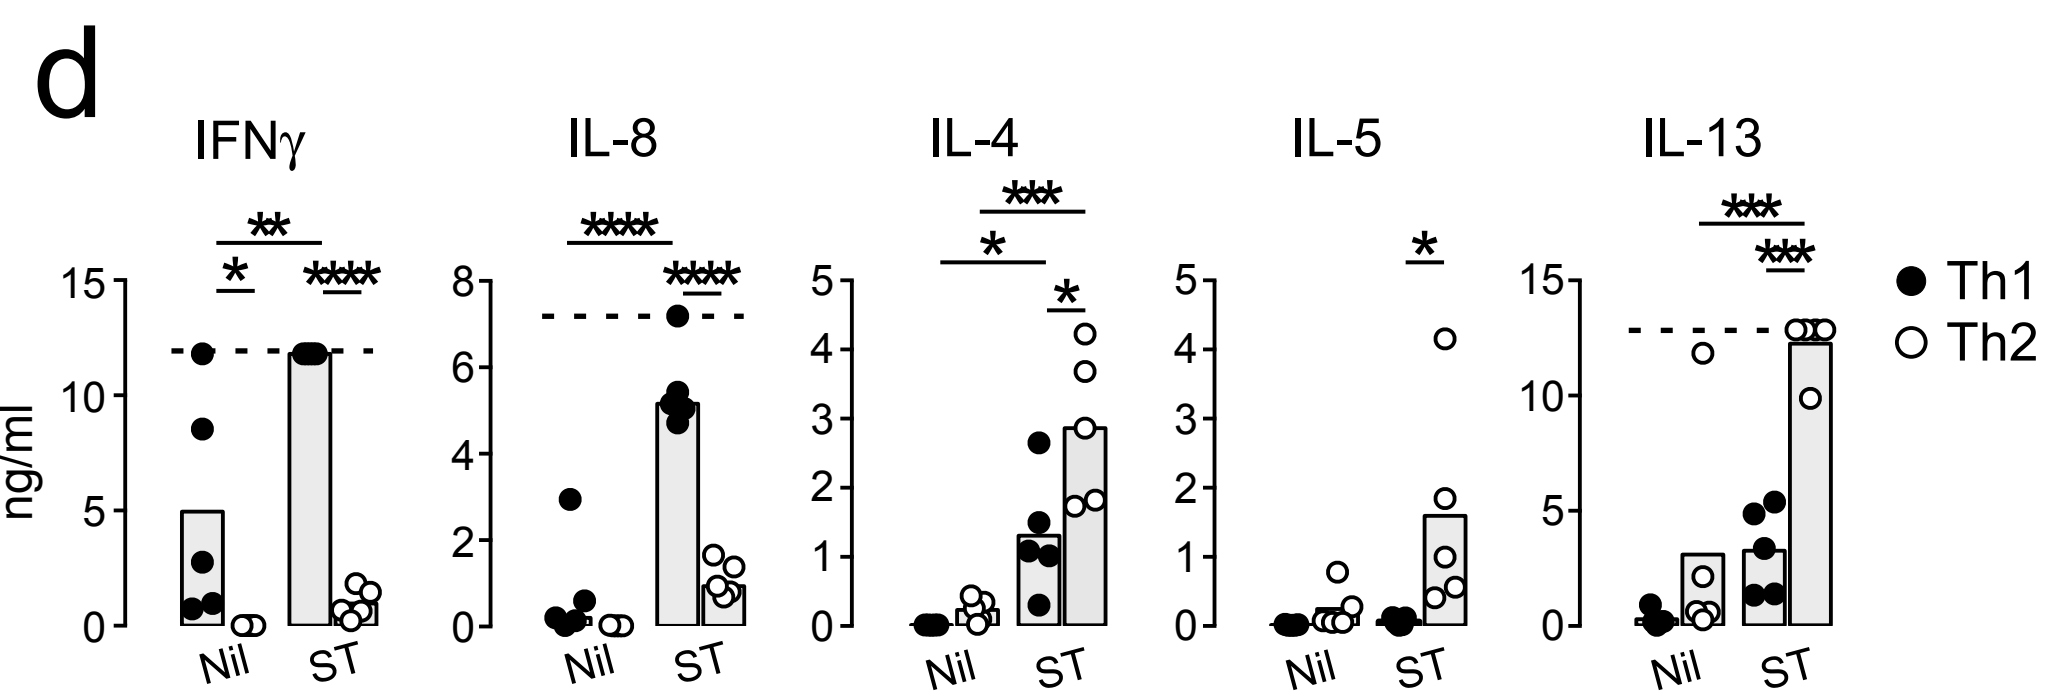 d
IFNγ
IL-8
IL-4
IL-5
IL-13
** * ****
**** ****
*** * *
*
*** ***
ng/ml
15
10
5
0
Nil ST
8
6
4
2
0
Nil ST
5
4
3
2
1
0
Nil ST
5
4
3
2
1
0
Nil ST
15
10
5
0
Nil ST
Th1
Th2